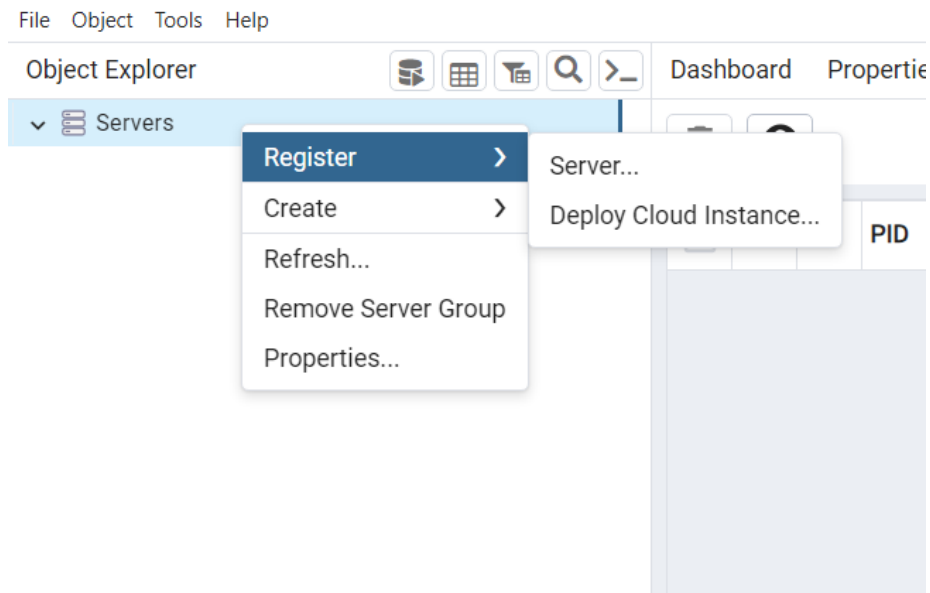 File Object Tools Help
Object Explorer
Dashboard Propertie
Servers
Register
Server...
Create
Deploy Cloud Instance...
PID
Refresh...
Remove Server Group
Properties...